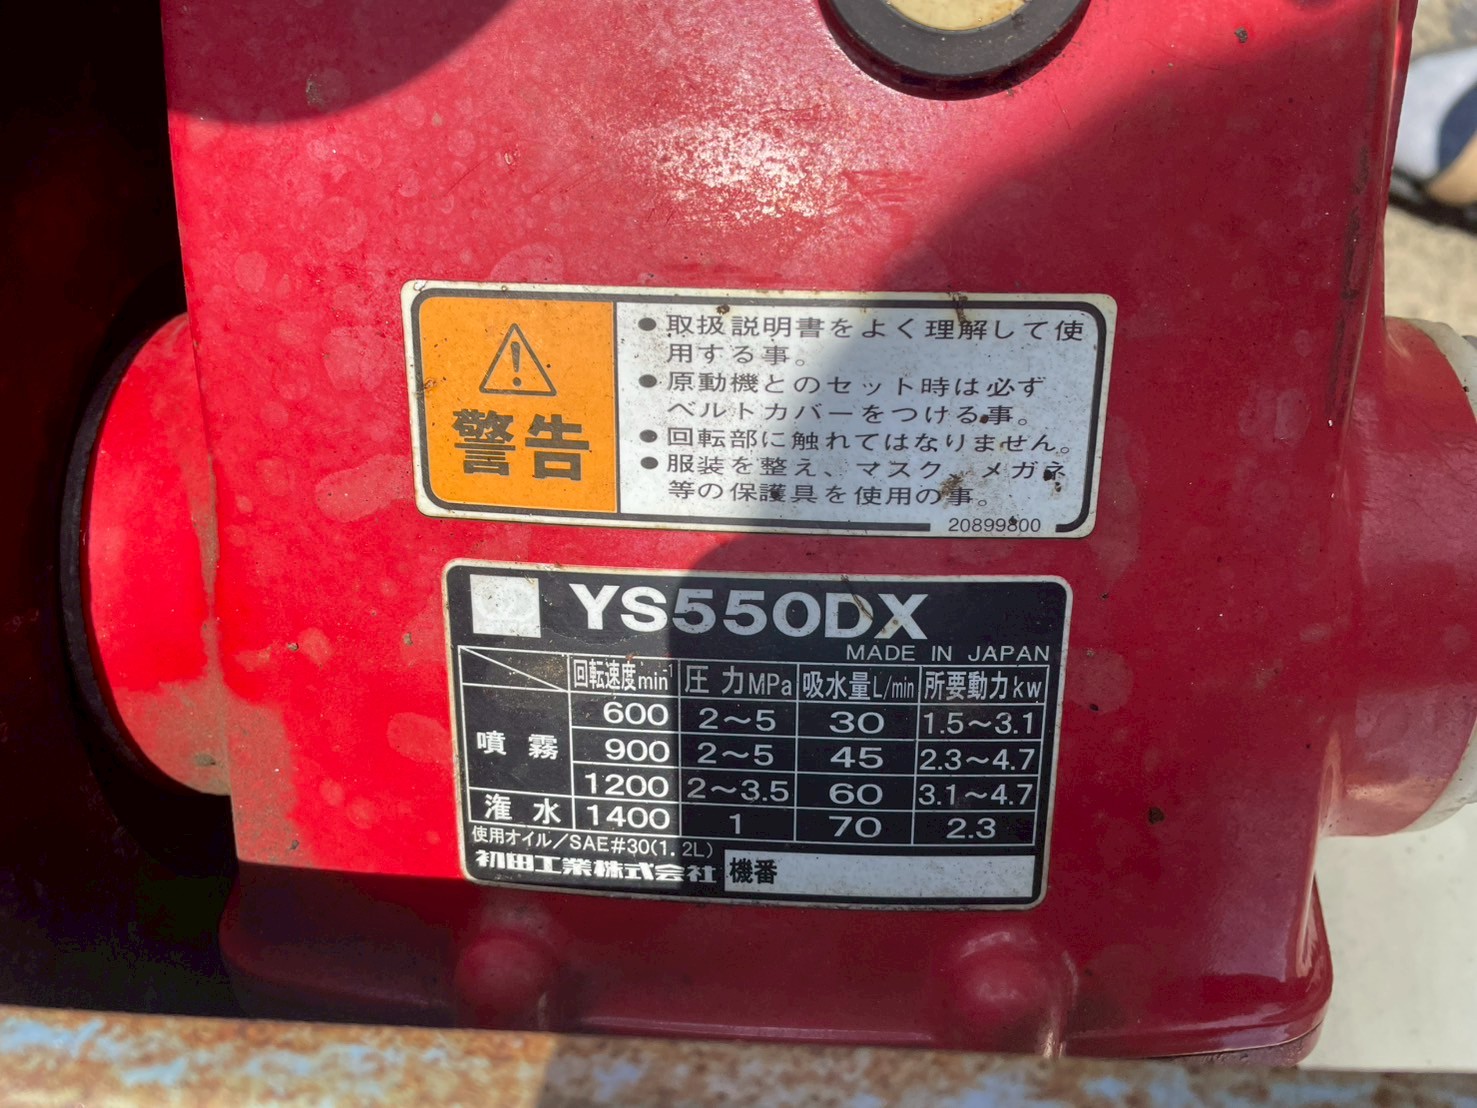 警告
●取扱説明書をよく理解して使
用する事。
●原動機とのセット時は必ず
ベルトカバーをつける事。
●回転部に触れてはなりません。
●服装を整え、マスク、メガネ
等の保護具を使用の事。
20899800
YS550DX
MADE IN JAPAN
回転速度min⁻¹ 圧力MPa 吸水量L/min 所要動力kw
噴霧 600 2〜5 30 1.5〜3.1
900 2〜5 45 2.3〜4.7
1200 2〜3.5 60 3.1〜4.7
潅水 1400 1 70 2.3
使用オイル/SAE#30(1.2L)
初田工業株式会社 機番